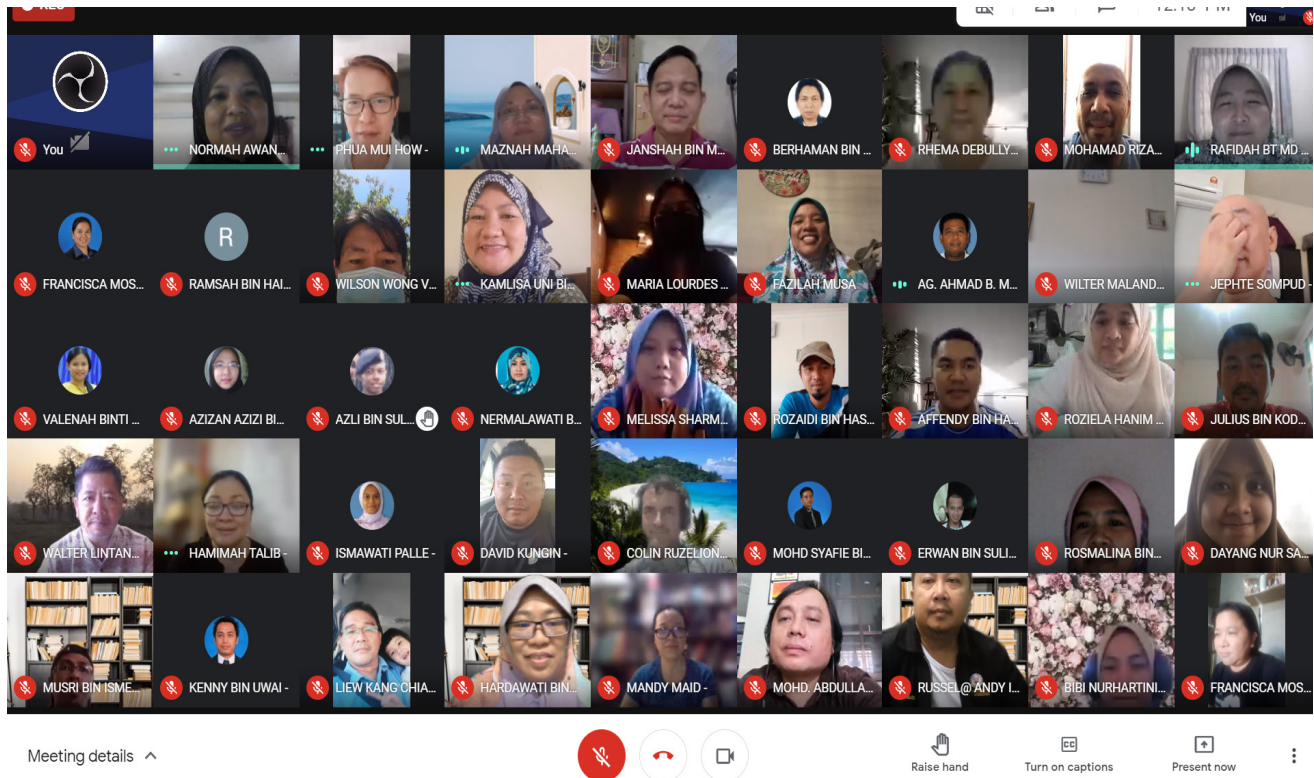 REC
You
You
NORMAH AWAN...
PHUA MUI HOW -
MAZNAH MAHA...
JANSHAH BIN M...
BERHAMAN BIN ...
RHEMA DEBULLY...
MOHAMAD RIZA...
RAFIDAH BT MD ...
FRANCISCA MOS...
R
RAMSAH BIN HAI...
WILSON WONG V...
KAMLISA UNI BI...
MARIA LOURDES ...
FAZILAH MUSA
AG. AHMAD B. M...
WILTER MALAND...
JEPHTE SOMPUD -
VALENAH BINTI ...
AZIZAN AZIZI BI...
AZLI BIN SUL...
NERMALAWATI B...
MELISSA SHARM...
ROZAIDI BIN HAS...
AFFENDY BIN HA...
ROZIELA HANIM ...
JULIUS BIN KOD...
WALTER LINTAN...
HAMIMAH TALIB -
ISMAWATI PALLE -
DAVID KUNGIN -
COLIN RUZELION...
MOHD SYAFIE BI...
ERWAN BIN SULI...
ROSMALINA BIN...
DAYANG NUR SA...
MUSRI BIN ISME...
KENNY BIN UWAI -
LIEW KANG CHIA...
HARDAWATI BIN...
MANDY MAID -
MOHD. ABDULLA...
RUSSEL@ ANDY I...
BIBI NURHARTINI...
FRANCISCA MOS...
Meeting details
Raise hand
CC
Turn on captions
Present now